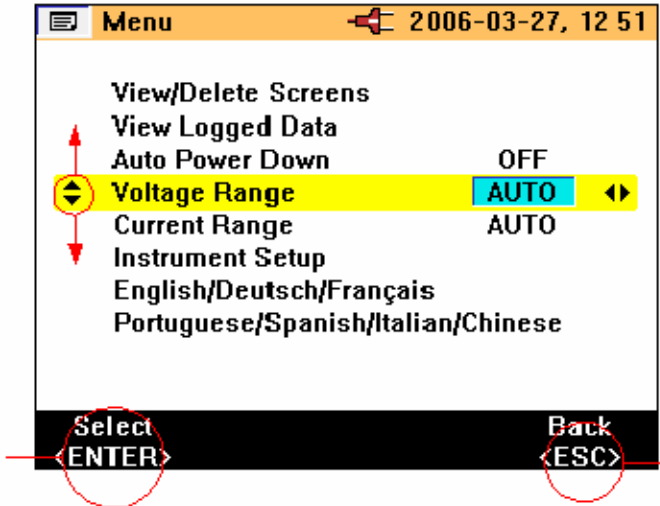 Menu 2006-03-27, 12 51
View/Delete Screens
View Logged Data
Auto Power Down OFF
Voltage Range AUTO
Current Range AUTO
Instrument Setup
English/Deutsch/Français
Portuguese/Spanish/Italian/Chinese
Select Back
<ENTER> <ESC>